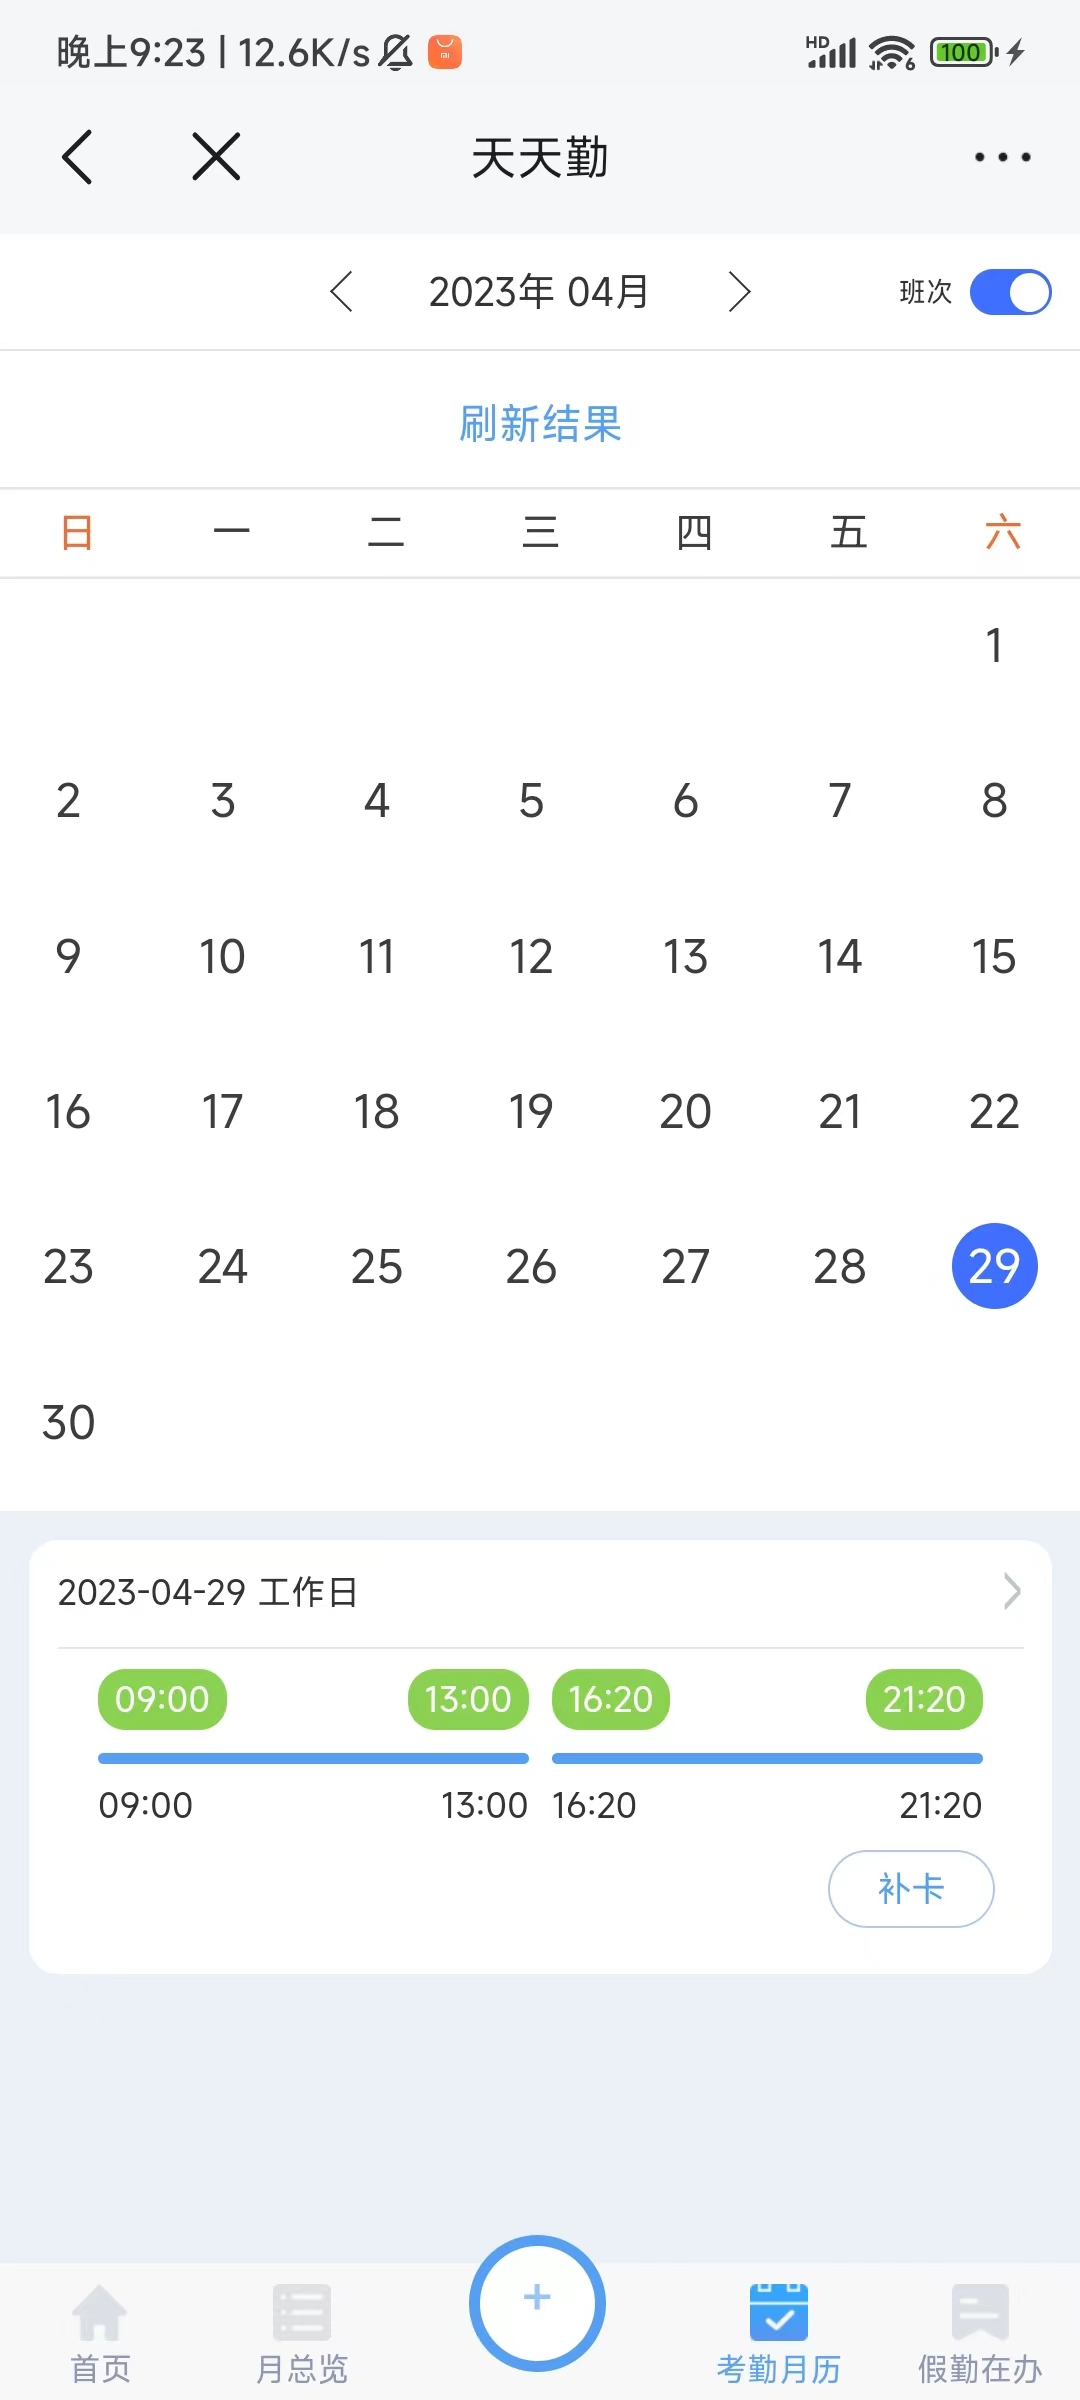 晚上9:23 | 12.6K/s HD 6 100
天天勤
2023年 04月 班次
刷新结果
日 一 二 三 四 五 六
1
2 3 4 5 6 7 8
9 10 11 12 13 14 15
16 17 18 19 20 21 22
23 24 25 26 27 28 29
30
2023-04-29 工作日
09:00 13:00 16:20 21:20
09:00 13:00 16:20 21:20
补卡
首页 月总览 + 考勤月历 假勤在办